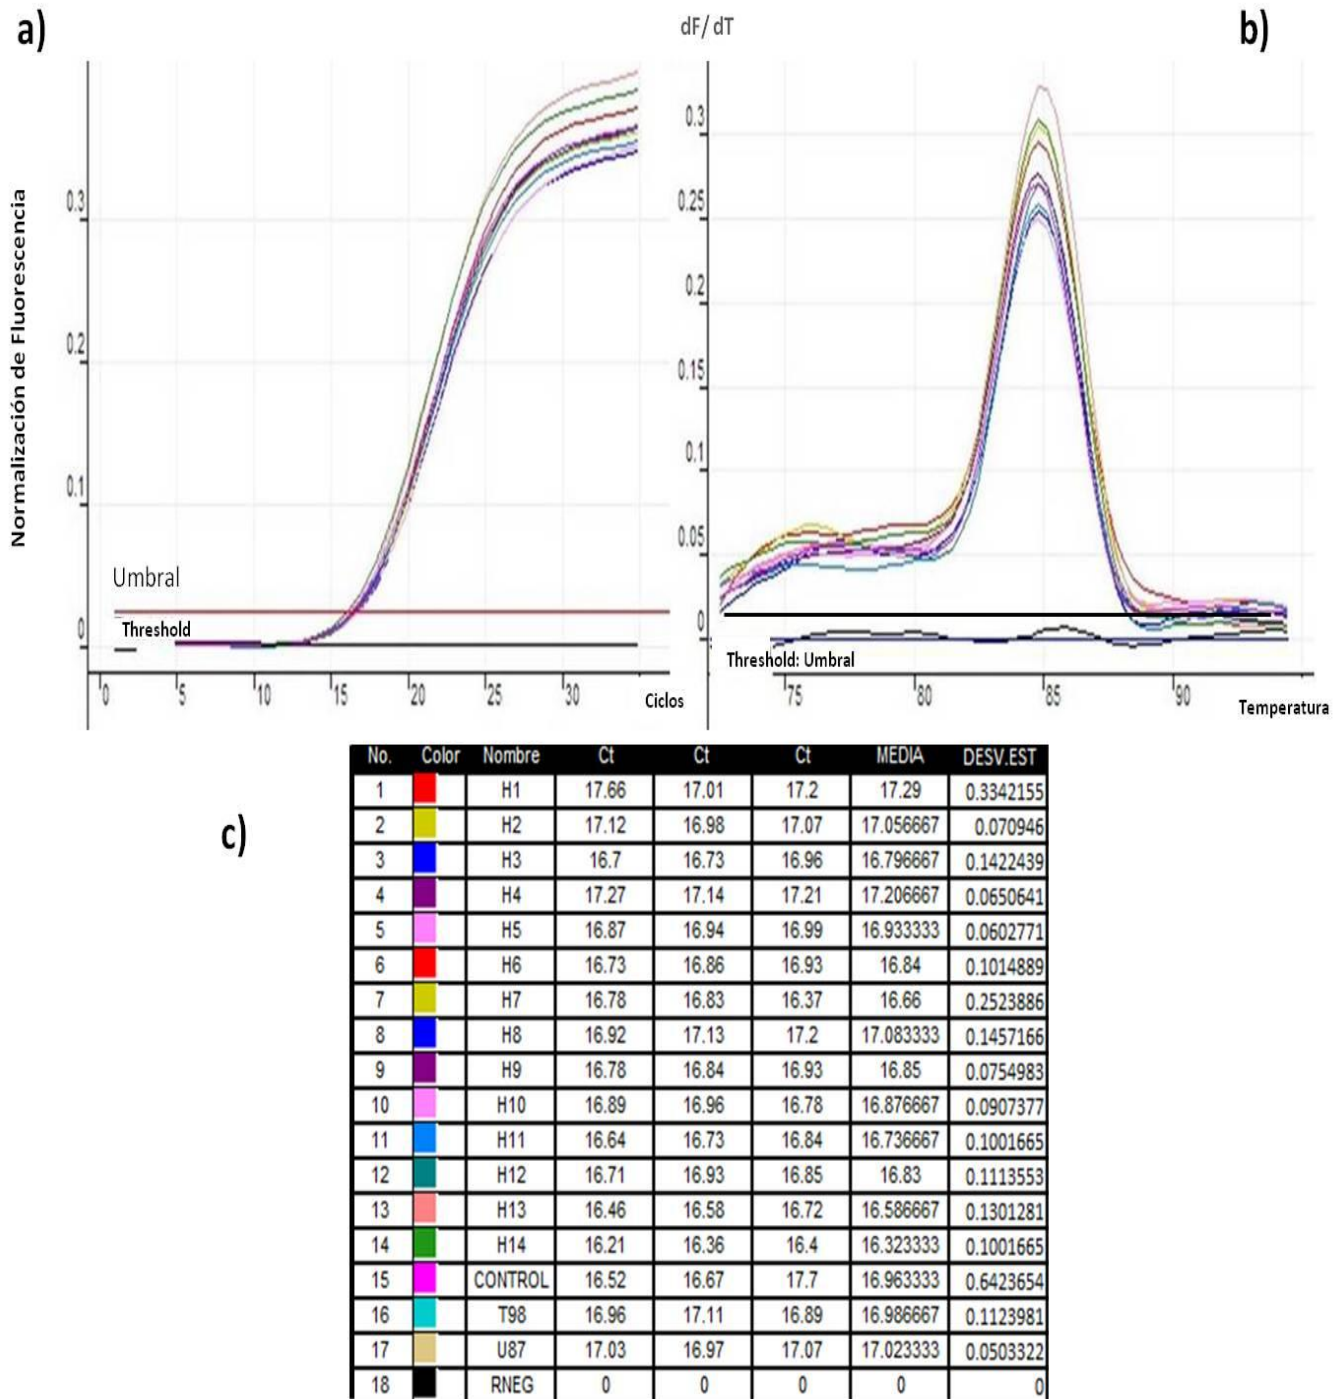 a)
dF/dT
b)
Normalización de Fluorescencia
0.3
0.2
0.1
0
Umbral
Threshold
0 5 10 15 20 25 30 Ciclos
0.3
0.25
0.2
0.15
0.1
0.05
0
Threshold: Umbral
75 80 85 90 Temperatura
c)
No. Color Nombre Ct Ct Ct MEDIA DESV.EST
1 H1 17.66 17.01 17.2 17.29 0.3342155
2 H2 17.12 16.98 17.07 17.056667 0.070946
3 H3 16.7 16.73 16.96 16.796667 0.1422439
4 H4 17.27 17.14 17.21 17.206667 0.0650641
5 H5 16.87 16.94 16.99 16.933333 0.0602771
6 H6 16.73 16.86 16.93 16.84 0.1014889
7 H7 16.78 16.83 16.37 16.66 0.2523886
8 H8 16.92 17.13 17.2 17.083333 0.1457166
9 H9 16.78 16.84 16.93 16.85 0.0754983
10 H10 16.89 16.96 16.78 16.876667 0.0907377
11 H11 16.64 16.73 16.84 16.736667 0.1001665
12 H12 16.71 16.93 16.85 16.83 0.1113553
13 H13 16.46 16.58 16.72 16.586667 0.1301281
14 H14 16.21 16.36 16.4 16.323333 0.1001665
15 CONTROL 16.52 16.67 17.7 16.963333 0.6423654
16 T98 16.96 17.11 16.89 16.986667 0.1123981
17 U87 17.03 16.97 17.07 17.023333 0.0503322
18 RNEG 0 0 0 0 0